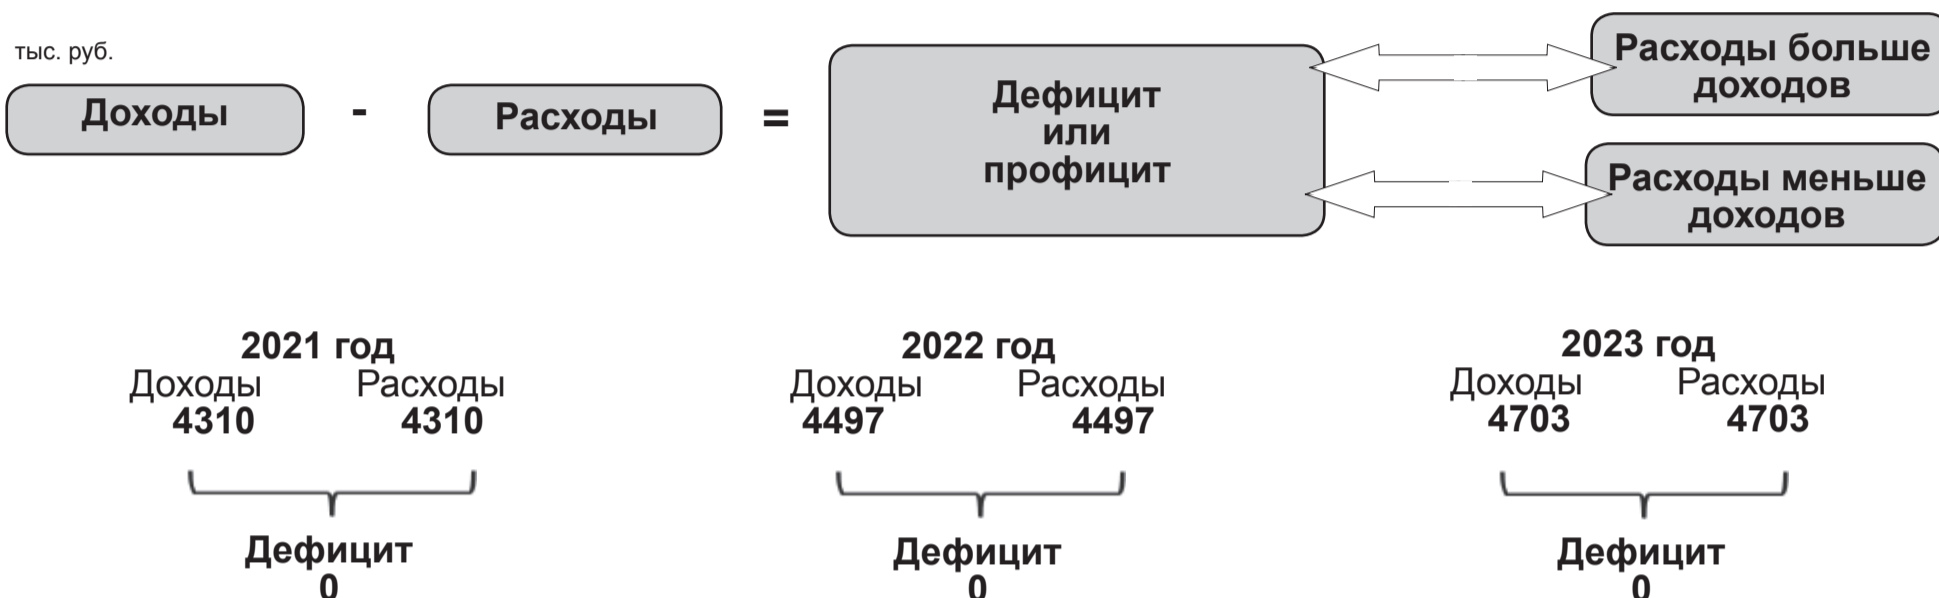 тыс. руб.
Доходы - Расходы =
Дефицит
или
профицит
Расходы больше
доходов
Расходы меньше
доходов
2021 год
Доходы Расходы
4310 4310
Дефицит
0
2022 год
Доходы Расходы
4497 4497
Дефицит
0
2023 год
Доходы Расходы
4703 4703
Дефицит
0